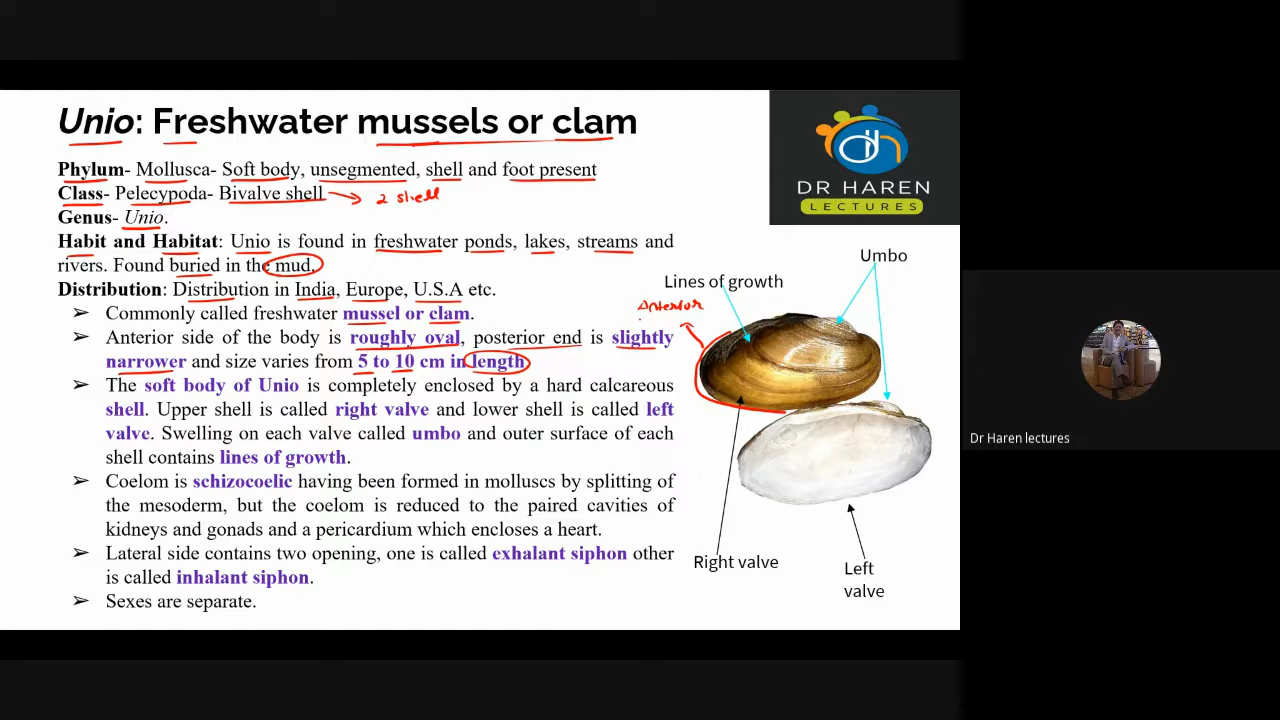 Unio: Freshwater mussels or clam
Phylum- Mollusca- Soft body, unsegmented, shell and foot present
Class- Pelecypoda- Bivalve shell → 2 shell
Genus- Unio.
Habit and Habitat: Unio is found in freshwater ponds, lakes, streams and
rivers. Found buried in the mud.
Distribution: Distribution in India, Europe, U.S.A etc.
➢ Commonly called freshwater mussel or clam.
➢ Anterior side of the body is roughly oval, posterior end is slightly
narrower and size varies from 5 to 10 cm in length
➢ The soft body of Unio is completely enclosed by a hard calcareous
shell. Upper shell is called right valve and lower shell is called left
valve. Swelling on each valve called umbo and outer surface of each
shell contains lines of growth.
➢ Coelom is schizocoelic having been formed in molluscs by splitting of
the mesoderm, but the coelom is reduced to the paired cavities of
kidneys and gonads and a pericardium which encloses a heart.
➢ Lateral side contains two opening, one is called exhalant siphon other
is called inhalant siphon.
➢ Sexes are separate.
dh
DR HAREN
LECTURES
Umbo
Lines of growth
Anterior
Right valve
Left
valve
Dr Haren lectures